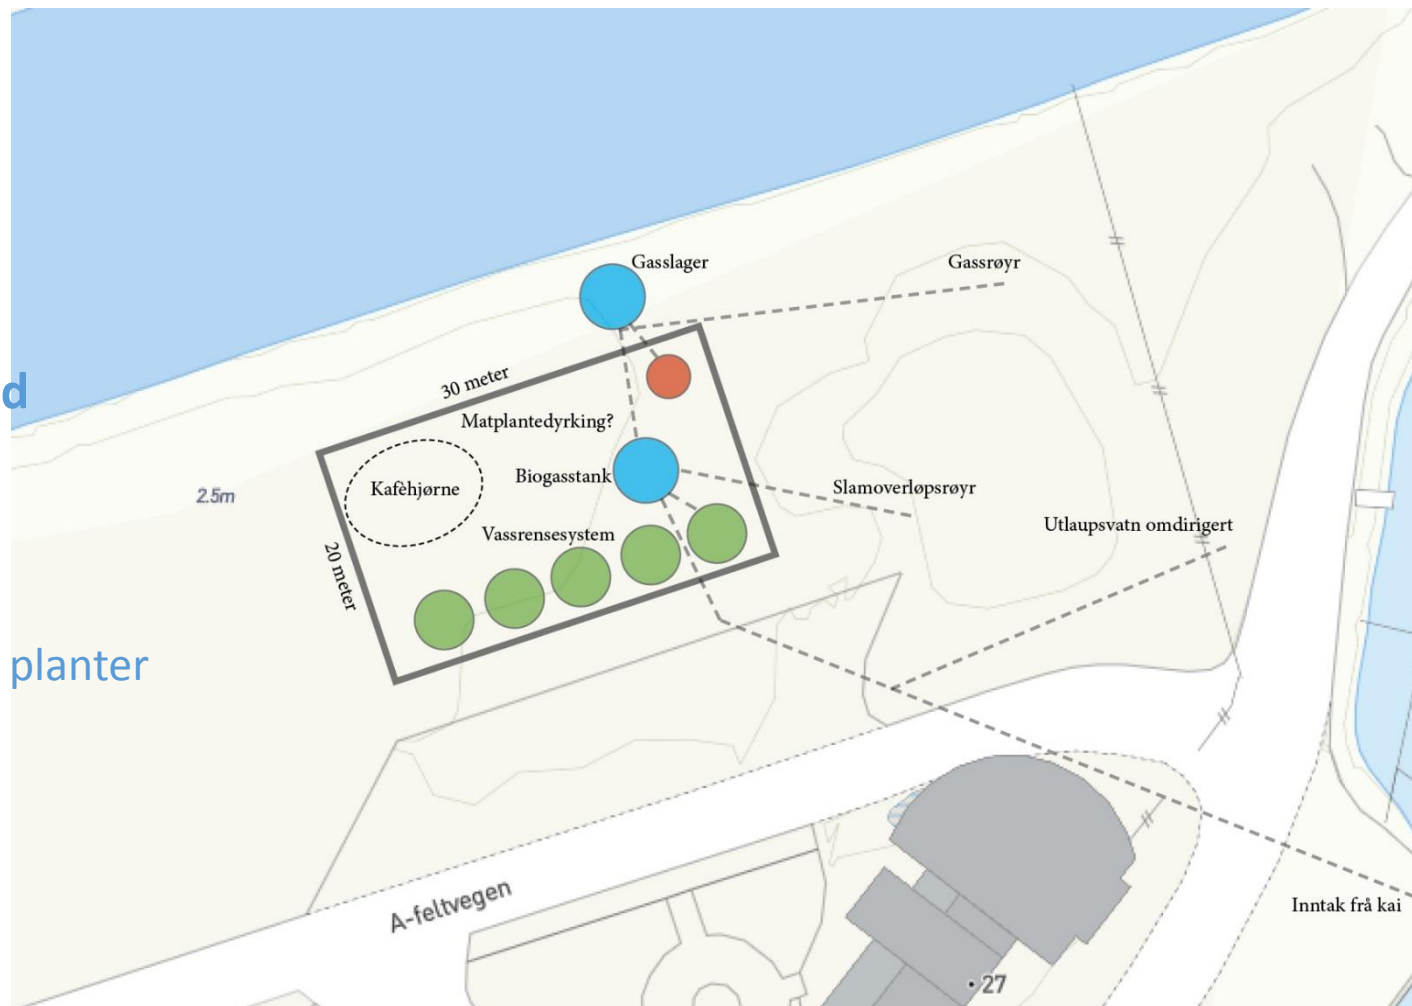 Gasslager
Gassrøyr
d
30 meter
Matplantedyrking?
Biogasstank
Kafèhjørne
2.5m
Slamoverløpsrøyr
Utlaupsvatn omdirigert
Vassrensesystem
20 meter
planter
A-feltvegen
Inntak frå kai
27